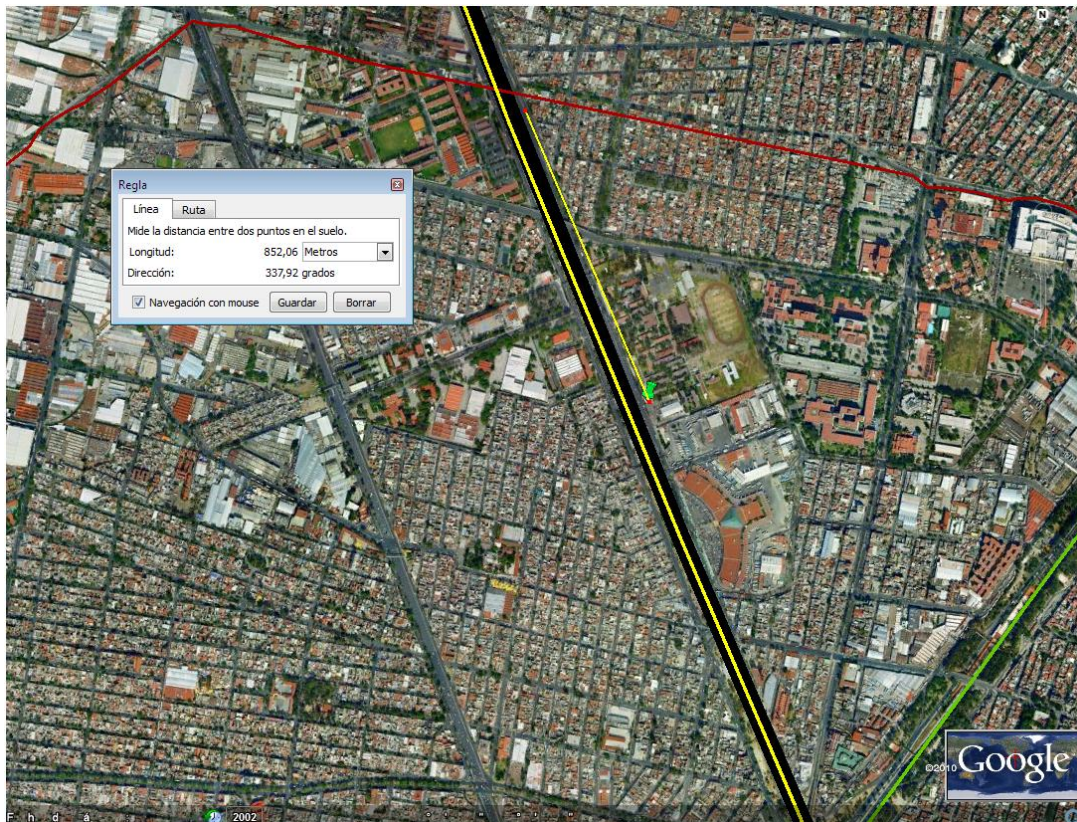 N
Regla
Línea Ruta
Mide la distancia entre dos puntos en el suelo.
Longitud: 852,06 Metros
Dirección: 337,92 grados
Navegación con mouse Guardar Borrar
©2010 Google
2002